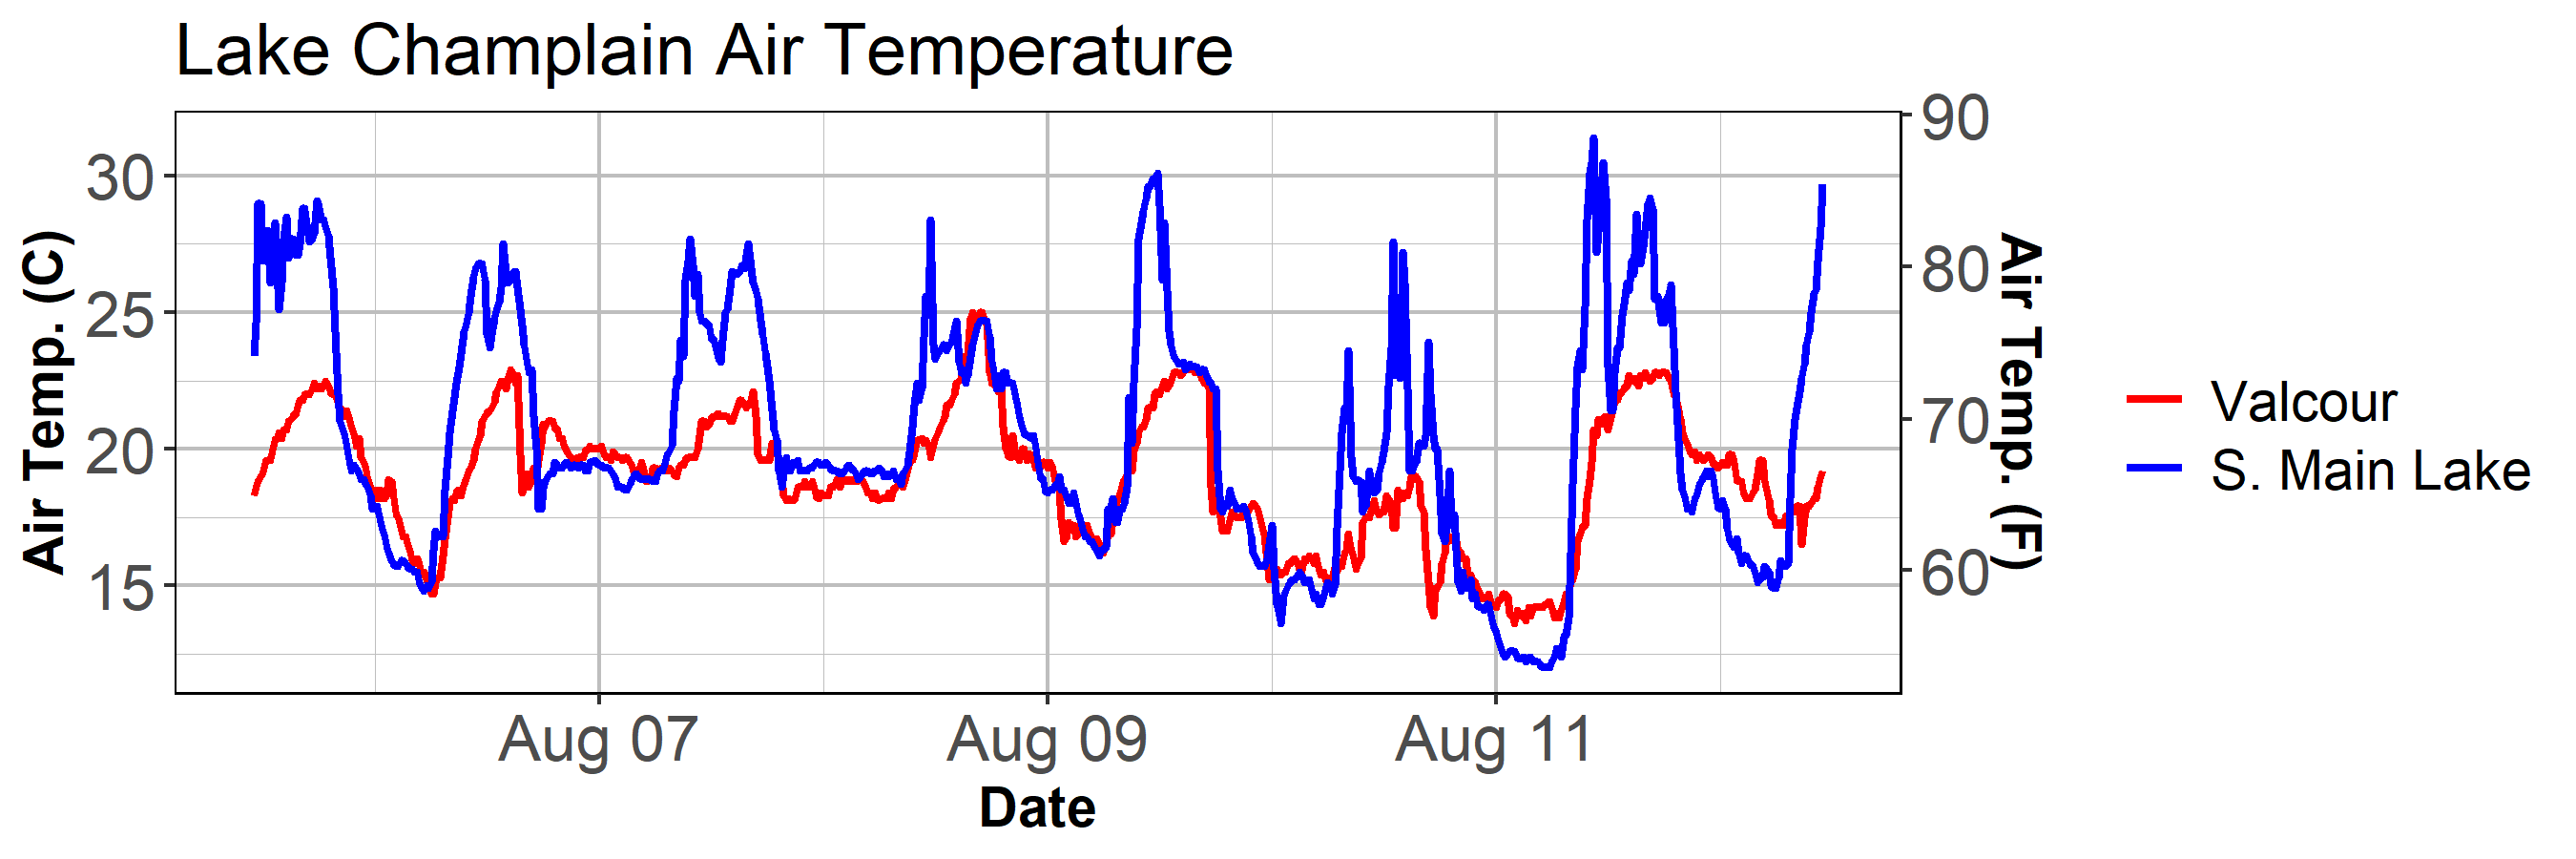 Lake Champlain Air Temperature
Air Temp. (C)
30
25
20
15
90
80
70
60
Air Temp. (F)
Aug 07
Aug 09
Aug 11
Date
Valcour
S. Main Lake